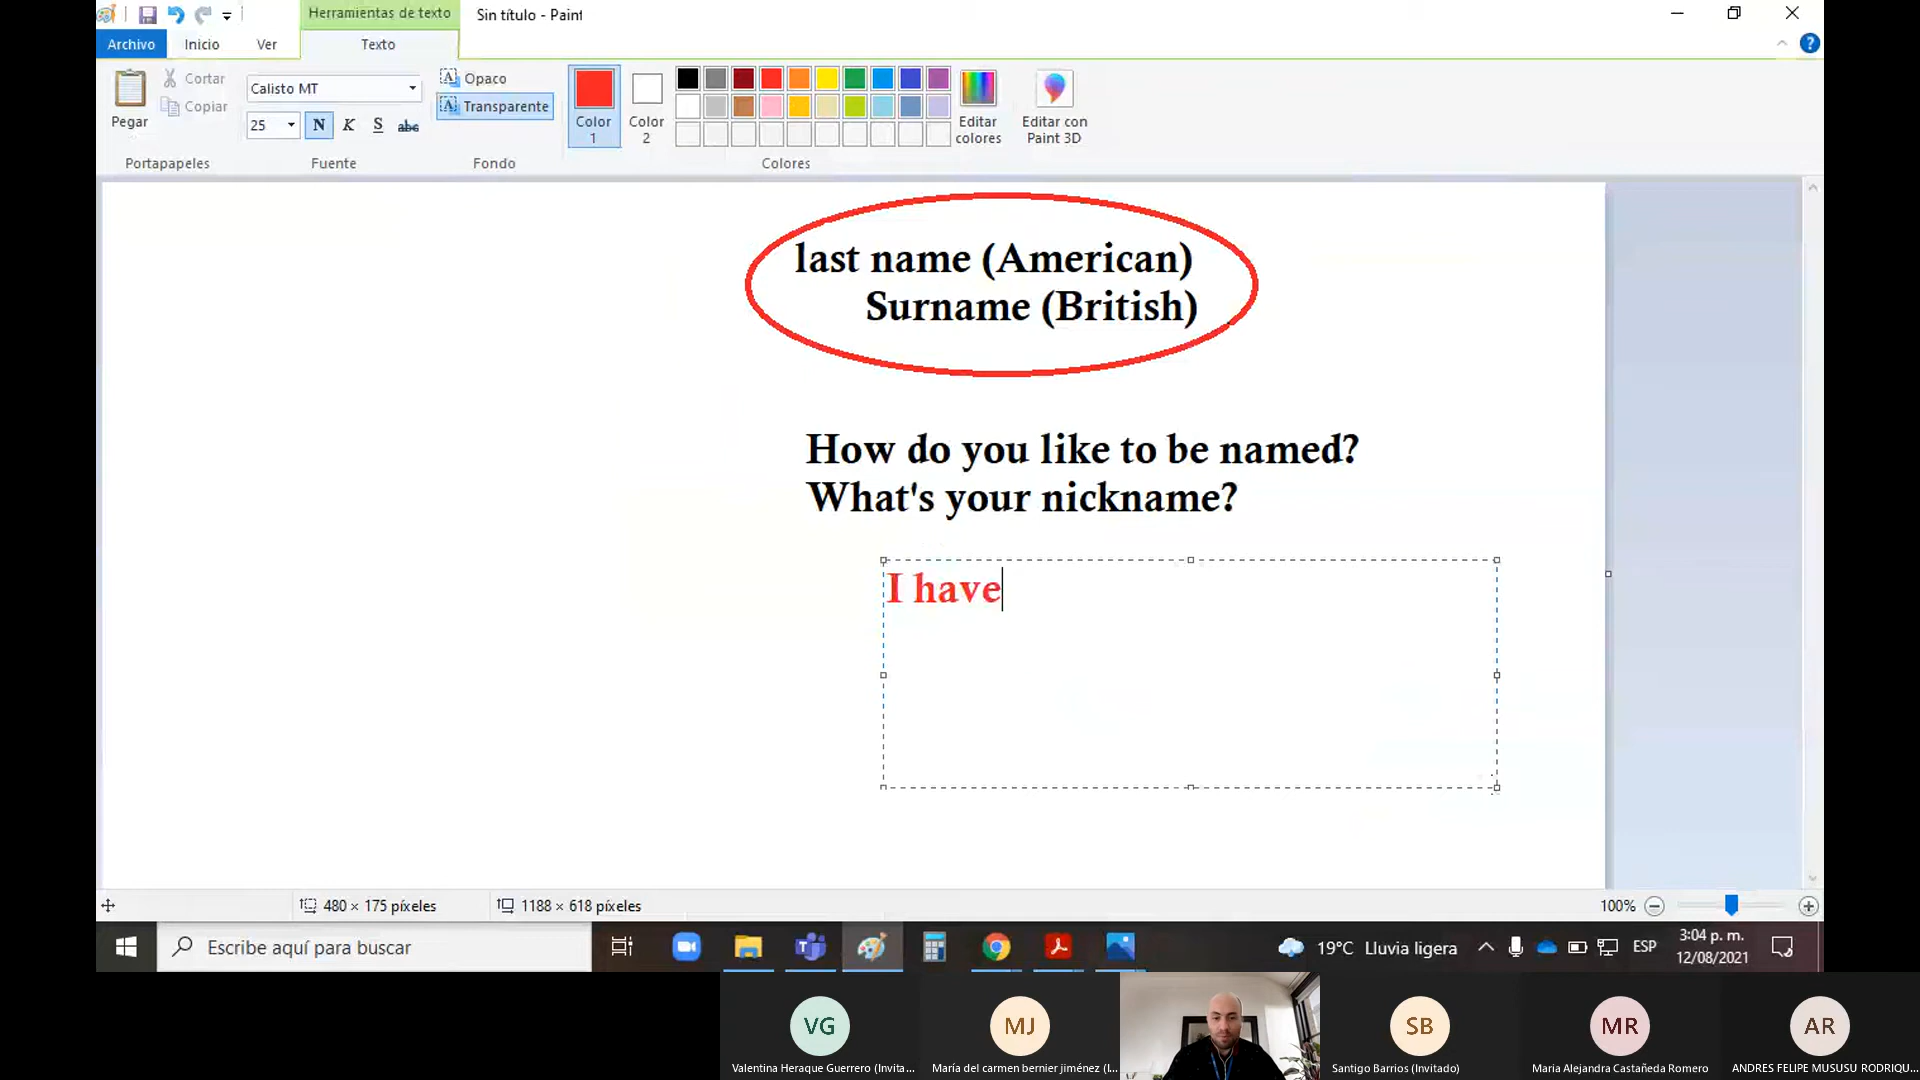 Herramientas de texto
Sin título - Paint
Archivo
Inicio
Ver
Texto
Pegar
Cortar
Copiar
Portapapeles
Calisto MT
25
N K S abc
Fuente
Opaco
Transparente
Fondo
Color 1
Color 2
Editar colores
Editar con Paint 3D
Colores
last name (American)
Surname (British)
How do you like to be named?
What's your nickname?
I have
480 × 175 píxeles
1188 × 618 píxeles
100%
Escribe aquí para buscar
19°C Lluvia ligera
ESP
3:04 p. m.
12/08/2021
VG
Valentina Heraque Guerrero (Invita...
MJ
María del carmen bernier jiménez (I...
SB
Santigo Barrios (Invitado)
MR
Maria Alejandra Castañeda Romero
AR
ANDRES FELIPE MUSUSU RODRIQU...